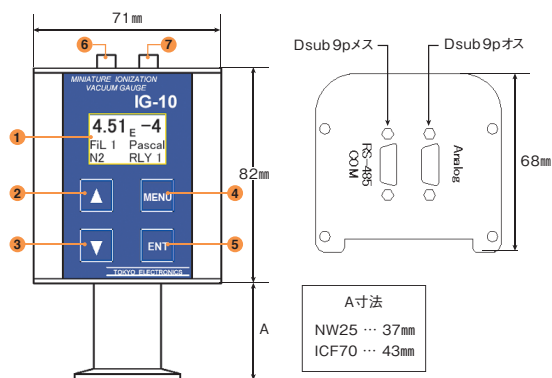 71㎜
6
7
MINIATURE IONIZATION
VACUUM GAUGE
IG-10
4.51 E -4
FiL 1 Pascal
N2 RLY 1
1
2
3
MENU
4
ENT
5
TOKYO ELECTRONICS
82㎜
A
Dsub 9pメス
Dsub 9pオス
RS-485
COM
Analog
68㎜
A寸法
NW25 … 37㎜
ICF70 … 43㎜